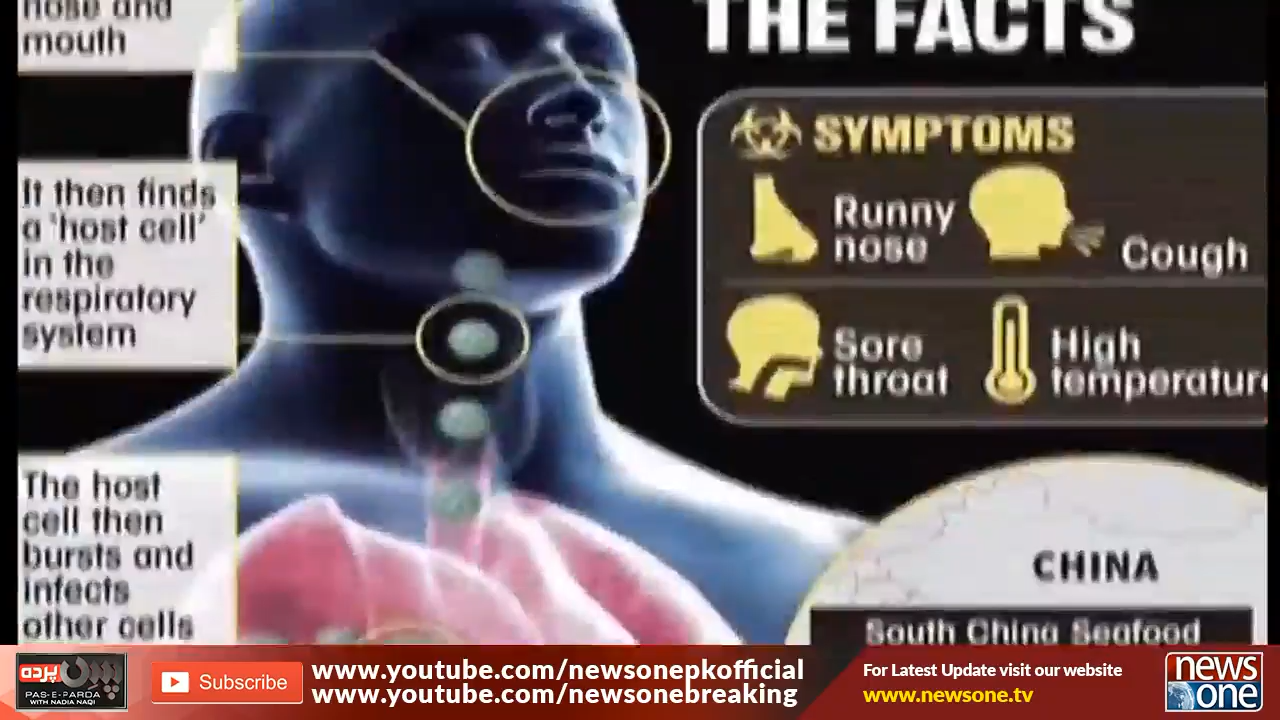 nose and
mouth
It then finds
a 'host cell'
in the
respiratory
system
The host
cell then
bursts and
infects
other cells
THE FACTS
SYMPTOMS
Runny
nose
Cough
Sore
throat
High
temperature
CHINA
South China Seafood
پس پردہ
PAS-E-PARDA
WITH NADIA NAQI
Subscribe
www.youtube.com/newsonepkofficial
www.youtube.com/newsonebreaking
For Latest Update visit our website
www.newsone.tv
news
one